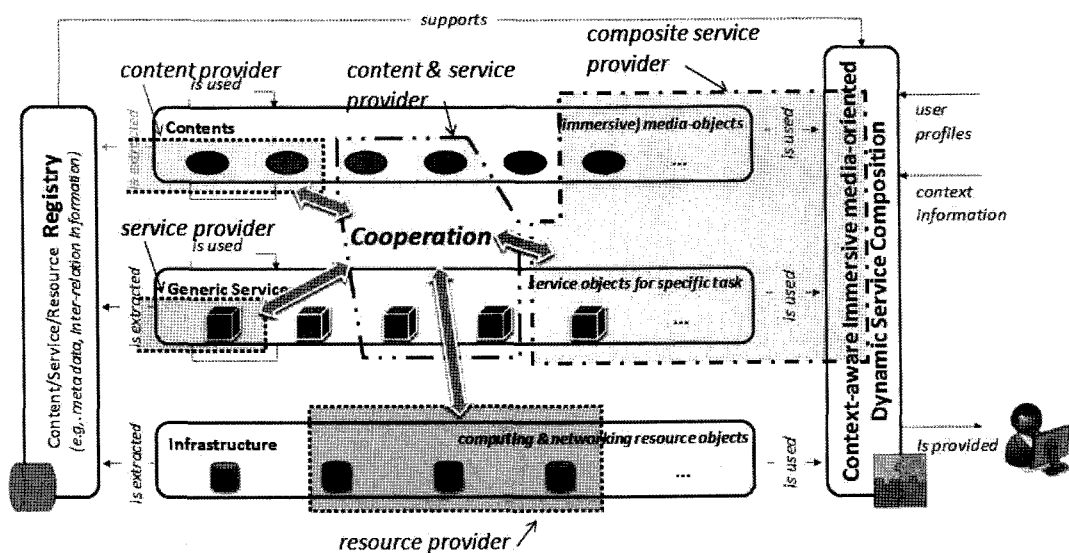 supports
composite service
provider
content provider
is used
content & service
provider
Contents
(immersive) media-objects
...
is extracted
is used
user
profiles
context
information
Cooperation
service provider
is used
Generic Service
service objects for specific task
...
is extracted
is used
Content/Service/Resource Registry
(e.g., meta data, Inter-relation Information)
Context-aware Immersive media-oriented
Dynamic Service Composition
Infrastructure
computing & networking resource objects
...
is extracted
is used
Is provided
resource provider